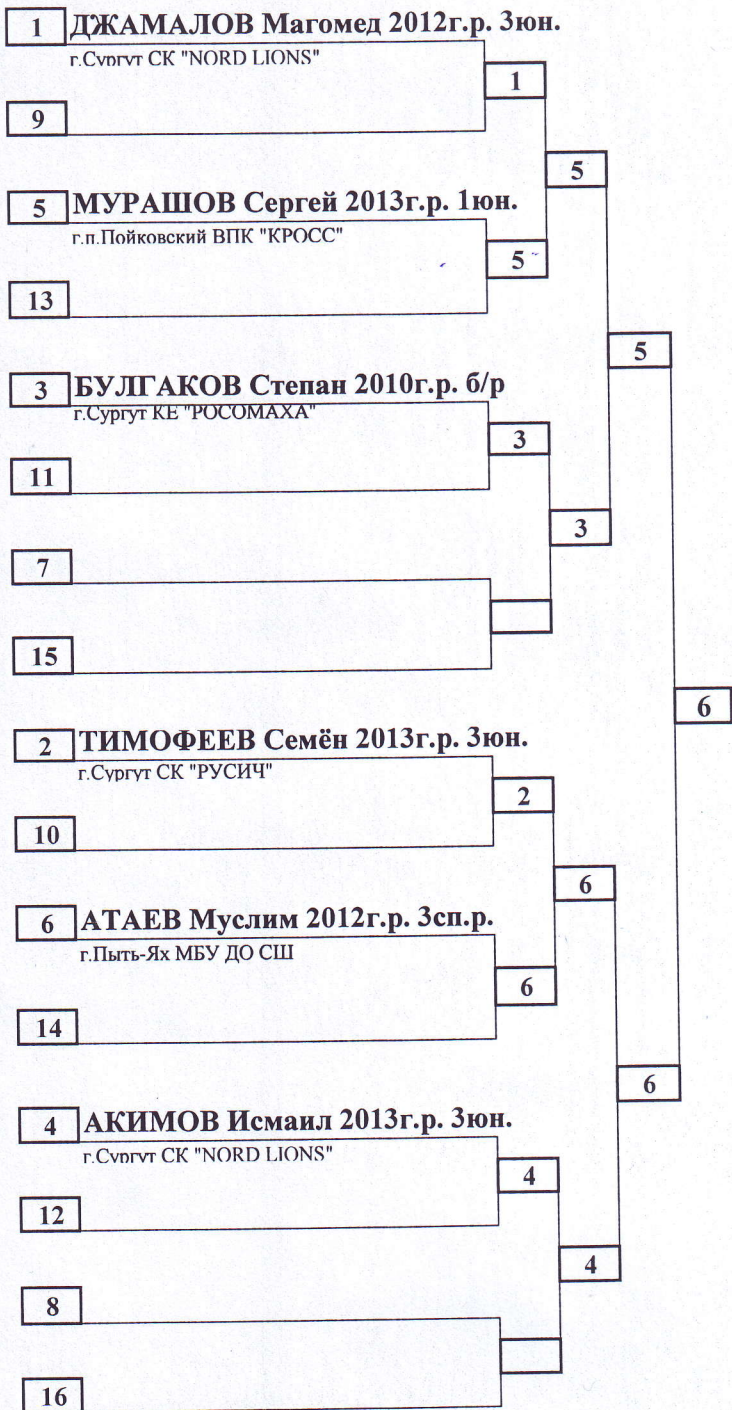 1 ДЖАМАЛОВ Магомед 2012г.р. 3юн.
г.Сургут СК "NORD LIONS"
1
9
5
5 МУРАШОВ Сергей 2013г.р. 1юн.
г.п.Пойковский ВПК "КРОСС"
5
13
5
3 БУЛГАКОВ Степан 2010г.р. б/р
г.Сургут КЕ "РОСОМАХА"
3
11
3
7
15
6
2 ТИМОФЕЕВ Семён 2013г.р. 3юн.
г.Сургут СК "РУСИЧ"
2
10
6
6 АТАЕВ Муслим 2012г.р. 3сп.р.
г.Пыть-Ях МБУ ДО СШ
6
14
6
4 АКИМОВ Исмаил 2013г.р. 3юн.
г.Сургут СК "NORD LIONS"
4
12
4
8
16